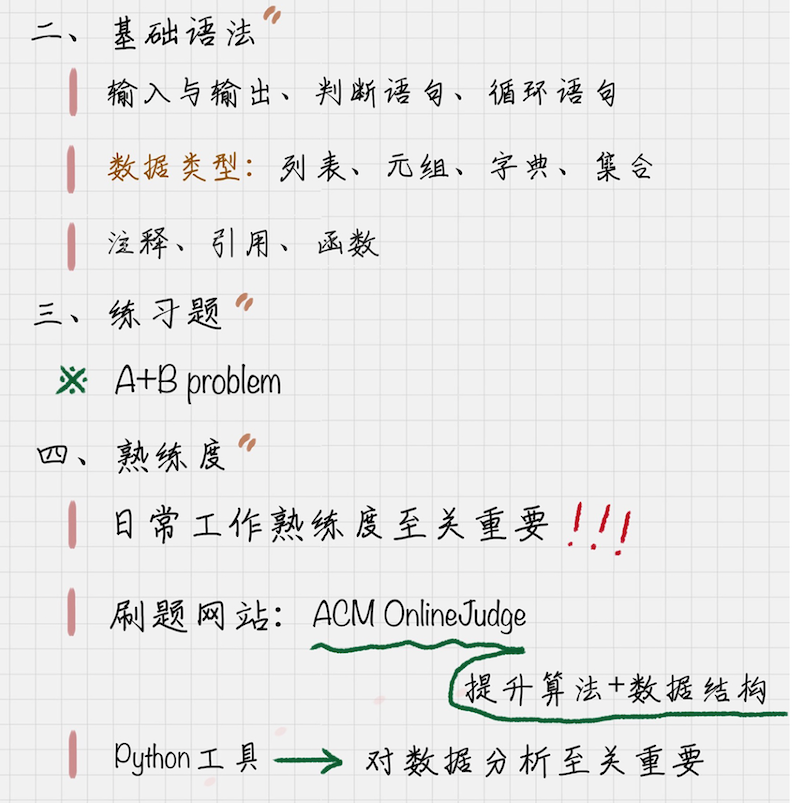 二、基础语法
输入与输出、判断语句、循环语句
数据类型：列表、元组、字典、集合
注释、引用、函数
三、练习题
※ A+B problem
四、熟练度
日常工作熟练度至关重要!!!
刷题网站：ACM OnlineJudge
提升算法+数据结构
Python工具 → 对数据分析至关重要